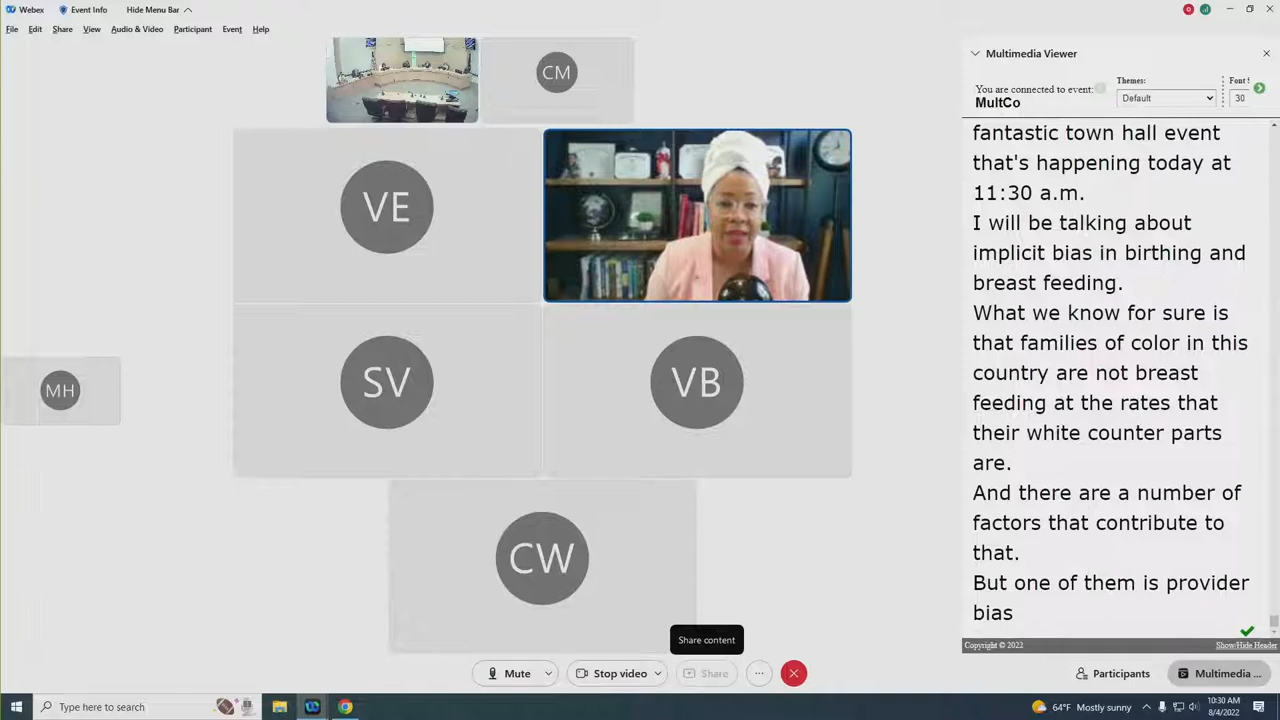 Webex
Event Info
Hide Menu Bar
File
Edit
Share
View
Audio & Video
Participant
Event
Help
CM
VE
SV
VB
MH
CW
Share content
Mute
Stop video
Share
Multimedia Viewer
You are connected to event:
MultCo
Themes:
Default
Font
30
fantastic town hall event
that's happening today at
11:30 a.m.
I will be talking about
implicit bias in birthing and
breast feeding.
What we know for sure is
that families of color in this
country are not breast
feeding at the rates that
their white counter parts
are.
And there are a number of
factors that contribute to
that.
But one of them is provider
bias
Copyright © 2022
Show/Hide Header
Participants
Multimedia ...
Type here to search
64°F Mostly sunny
10:30 AM
8/4/2022